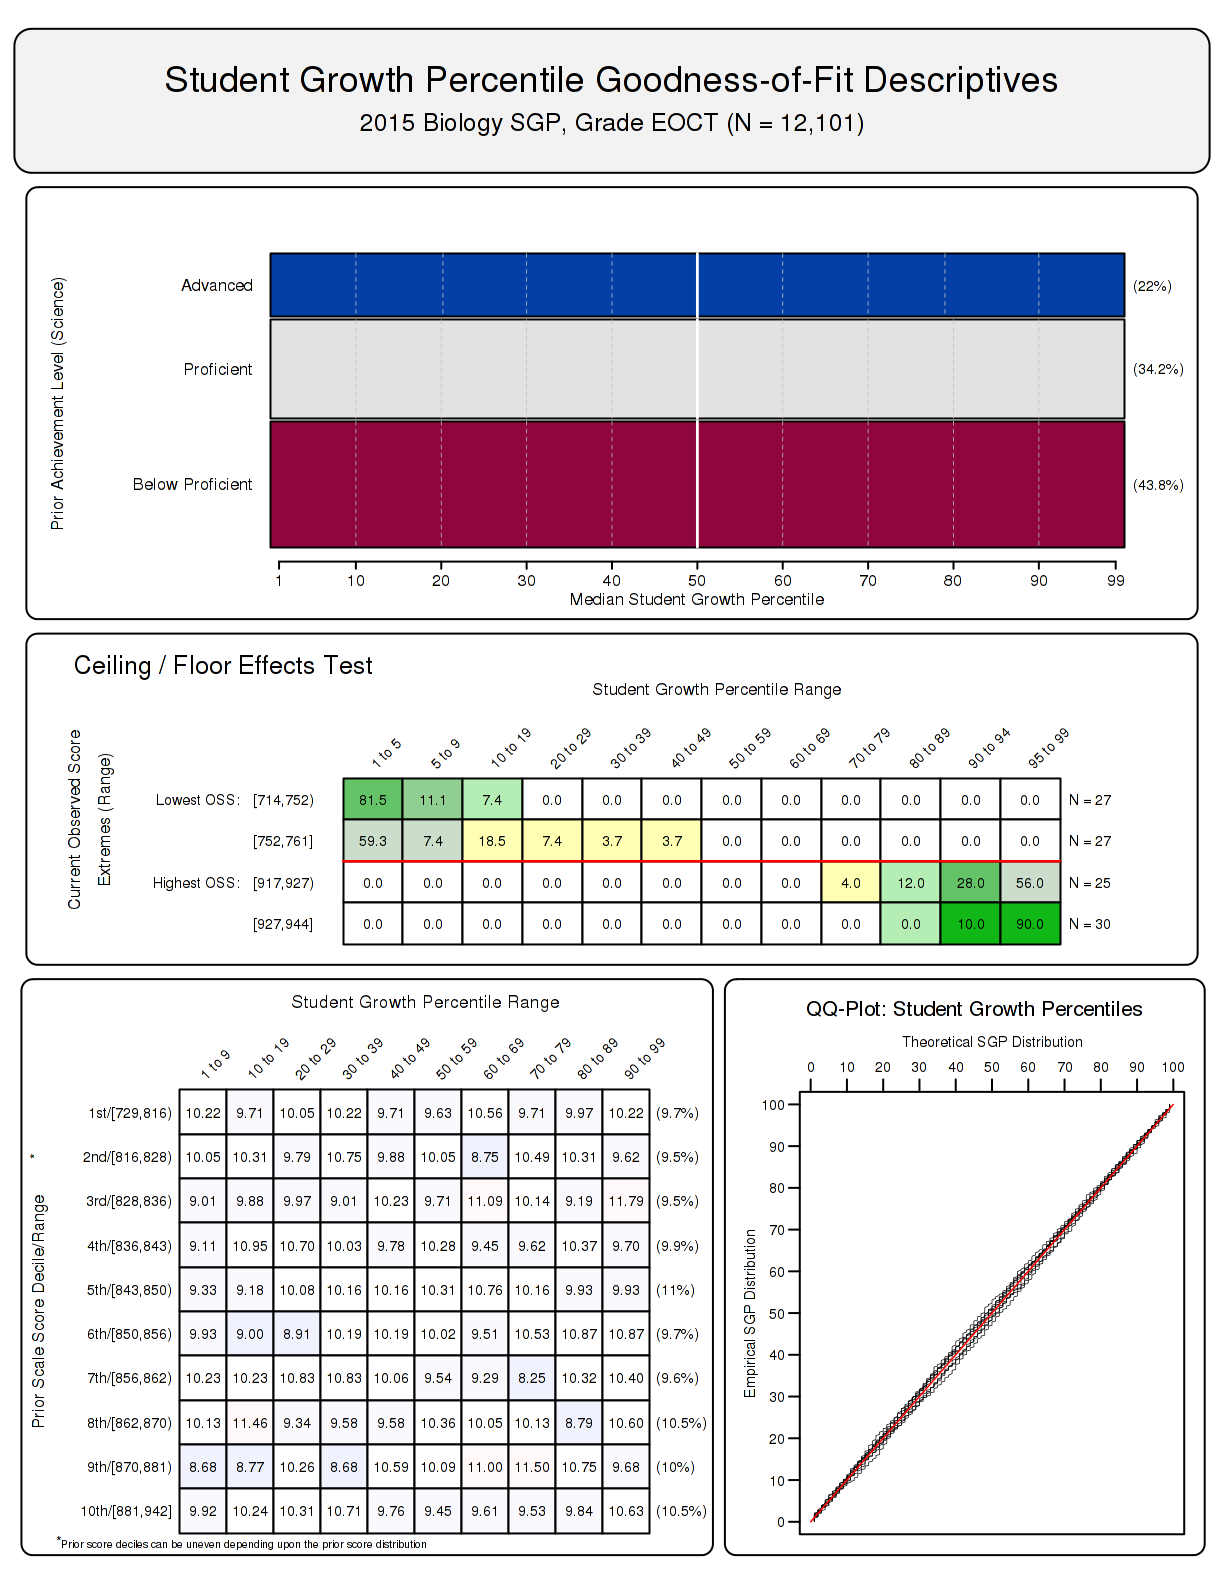 Student Growth Percentile Goodness-of-Fit Descriptives
2015 Biology SGP, Grade EOCT (N = 12,101)
Prior Achievement Level (Science)
Advanced (22%)
Proficient (34.2%)
Below Proficient (43.8%)
1 10 20 30 40 50 60 70 80 90 99
Median Student Growth Percentile
Ceiling / Floor Effects Test
Student Growth Percentile Range
Current Observed Score
Extremes (Range)
1 to 5 5 to 9 10 to 19 20 to 29 30 to 39 40 to 49 50 to 59 60 to 69 70 to 79 80 to 89 90 to 94 95 to 99
Lowest OSS: [714,752) 81.5 11.1 7.4 0.0 0.0 0.0 0.0 0.0 0.0 0.0 0.0 0.0 N = 27
[752,761] 59.3 7.4 18.5 7.4 3.7 3.7 0.0 0.0 0.0 0.0 0.0 0.0 N = 27
Highest OSS: [917,927) 0.0 0.0 0.0 0.0 0.0 0.0 0.0 0.0 4.0 12.0 28.0 56.0 N = 25
[927,944] 0.0 0.0 0.0 0.0 0.0 0.0 0.0 0.0 0.0 0.0 10.0 90.0 N = 30
Student Growth Percentile Range
Prior Scale Score Decile/Range *
1 to 9 10 to 19 20 to 29 30 to 39 40 to 49 50 to 59 60 to 69 70 to 79 80 to 89 90 to 99
1st/[729,816) 10.22 9.71 10.05 10.22 9.71 9.63 10.56 9.71 9.97 10.22 (9.7%)
2nd/[816,828) 10.05 10.31 9.79 10.75 9.88 10.05 8.75 10.49 10.31 9.62 (9.5%)
3rd/[828,836) 9.01 9.88 9.97 9.01 10.23 9.71 11.09 10.14 9.19 11.79 (9.5%)
4th/[836,843) 9.11 10.95 10.70 10.03 9.78 10.28 9.45 9.62 10.37 9.70 (9.9%)
5th/[843,850) 9.33 9.18 10.08 10.16 10.16 10.31 10.76 10.16 9.93 9.93 (11%)
6th/[850,856) 9.93 9.00 8.91 10.19 10.19 10.02 9.51 10.53 10.87 10.87 (9.7%)
7th/[856,862) 10.23 10.23 10.83 10.83 10.06 9.54 9.29 8.25 10.32 10.40 (9.6%)
8th/[862,870) 10.13 11.46 9.34 9.58 9.58 10.36 10.05 10.13 8.79 10.60 (10.5%)
9th/[870,881) 8.68 8.77 10.26 8.68 10.59 10.09 11.00 11.50 10.75 9.68 (10%)
10th/[881,942] 9.92 10.24 10.31 10.71 9.76 9.45 9.61 9.53 9.84 10.63 (10.5%)
*Prior score deciles can be uneven depending upon the prior score distribution
QQ-Plot: Student Growth Percentiles
Theoretical SGP Distribution
0 10 20 30 40 50 60 70 80 90 100
Empirical SGP Distribution
100
90
80
70
60
50
40
30
20
10
0